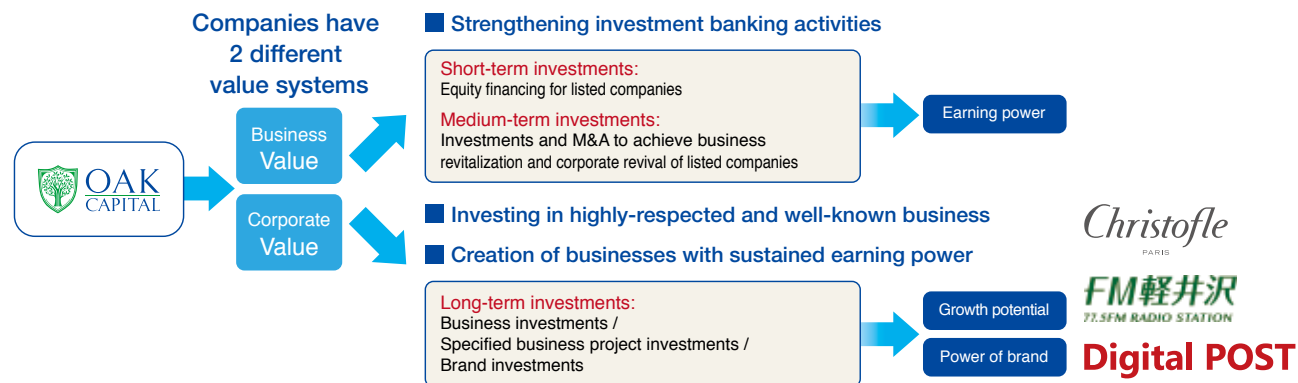 Companies have
2 different
value systems
OAK
CAPITAL
Business
Value
Corporate
Value
■ Strengthening investment banking activities
Short-term investments:
Equity financing for listed companies
Medium-term investments:
Investments and M&A to achieve business
revitalization and corporate revival of listed companies
Earning power
■ Investing in highly-respected and well-known business
■ Creation of businesses with sustained earning power
Long-term investments:
Business investments /
Specified business project investments /
Brand investments
Growth potential
Power of brand
Christofle
PARIS
FM軽井沢
77.5FM RADIO STATION
Digital POST